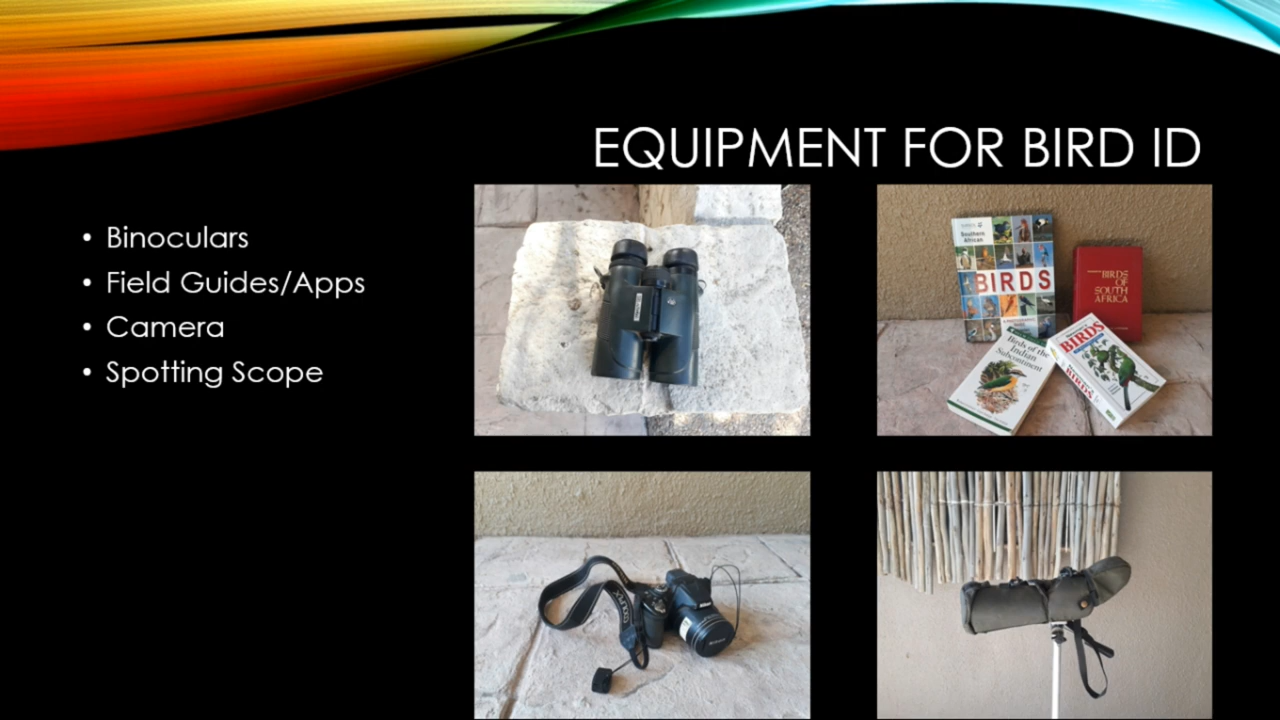 EQUIPMENT FOR BIRD ID
• Binoculars
• Field Guides/Apps
• Camera
• Spotting Scope
Southern
African
BIRDS
BIRDS
OF
SOUTH
AFRICA
Birds of the
Indian
Subcontinent
BIRDS
BIRDS